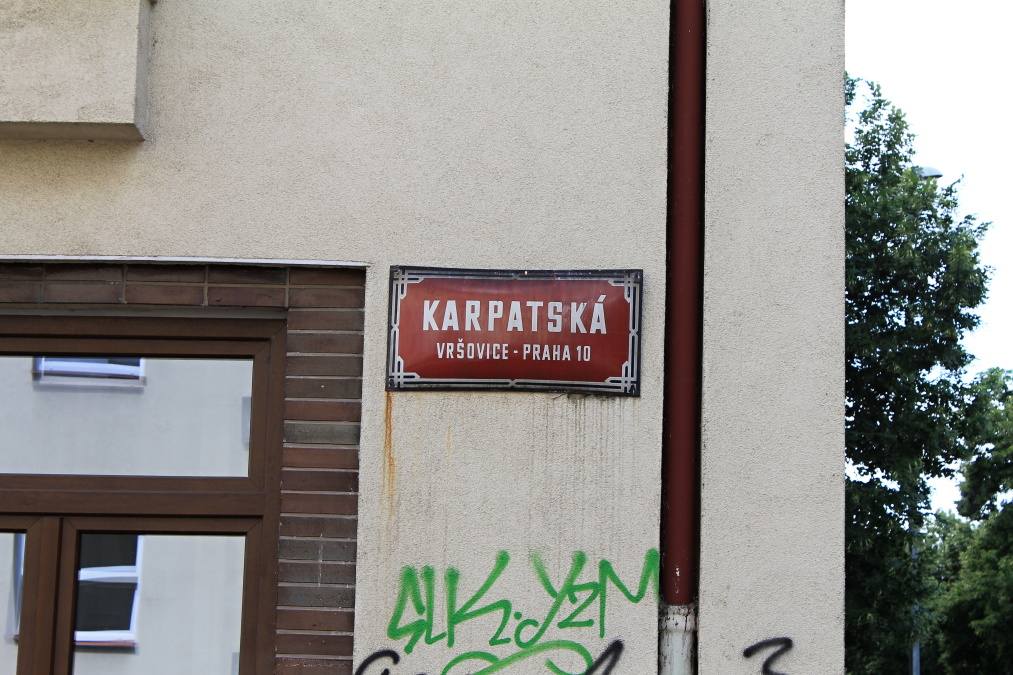 KARPATSKÁ
VRŠOVICE - PRAHA 10